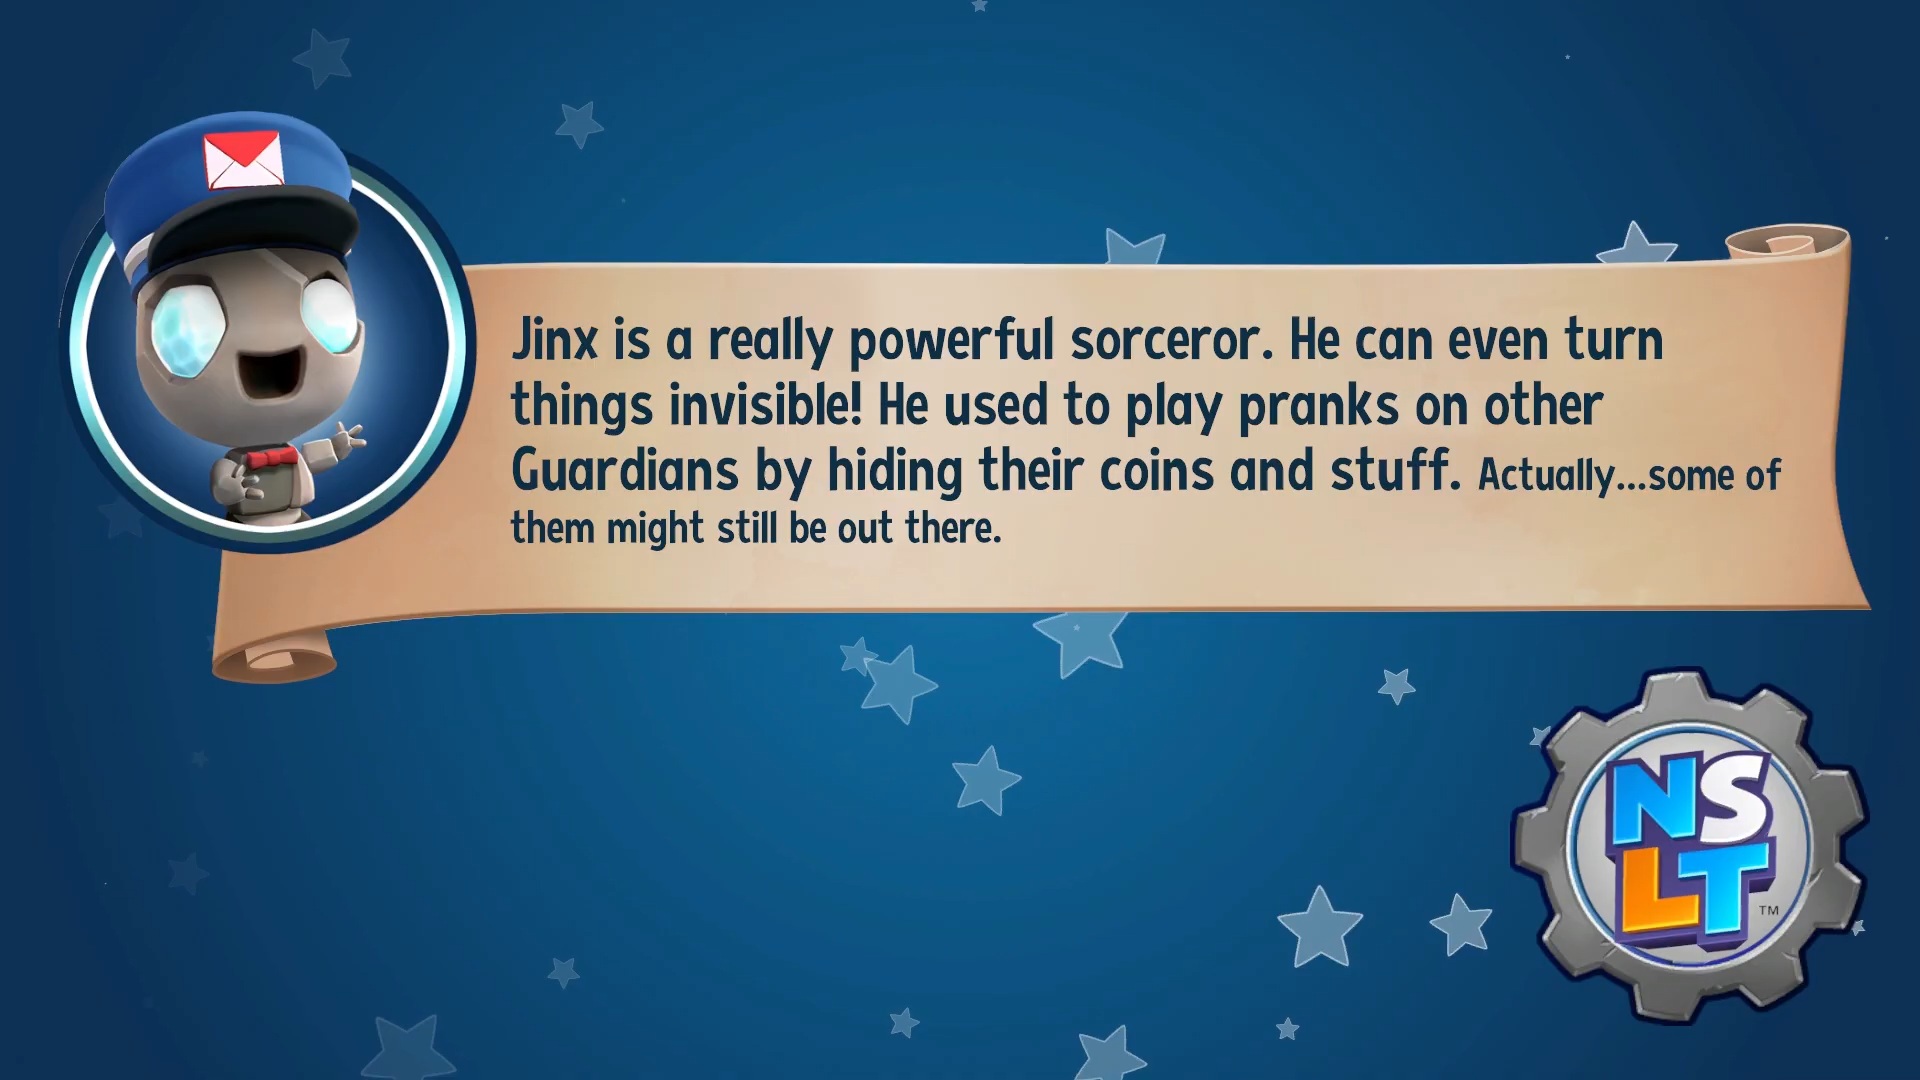 Jinx is a really powerful sorceror. He can even turn
things invisible! He used to play pranks on other
Guardians by hiding their coins and stuff. Actually...some of
them might still be out there.
NS
LT
TM